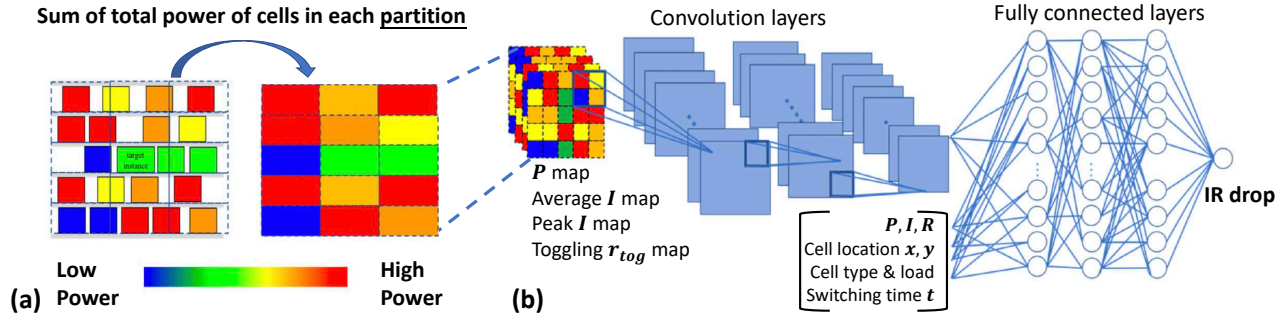 Sum of total power of cells in each partition
target
instance
Low
Power
High
Power
(a)
Convolution layers
Fully connected layers
P map
Average I map
Peak I map
Toggling r_tog map
P, I, R
Cell location x, y
Cell type & load
Switching time t
IR drop
(b)